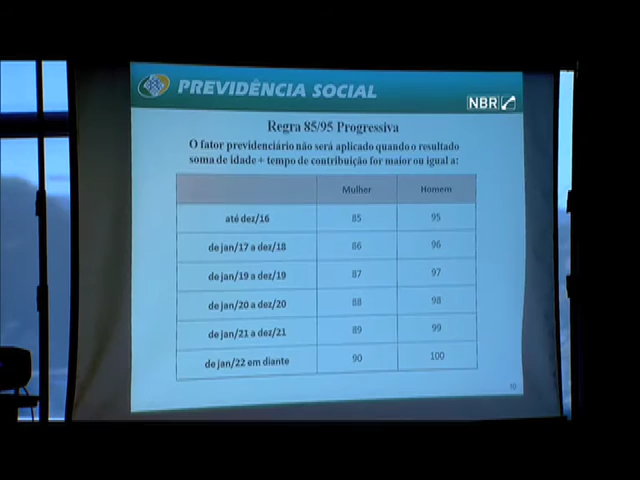 PREVIDÊNCIA SOCIAL
NBR
Regra 85/95 Progressiva
O fator previdenciário não será aplicado quando o resultado
soma de idade + tempo de contribuição for maior ou igual a:
Mulher Homem
até dez/16 85 95
de jan/17 a dez/18 86 96
de jan/19 a dez/19 87 97
de jan/20 a dez/20 88 98
de jan/21 a dez/21 89 99
de jan/22 em diante 90 100